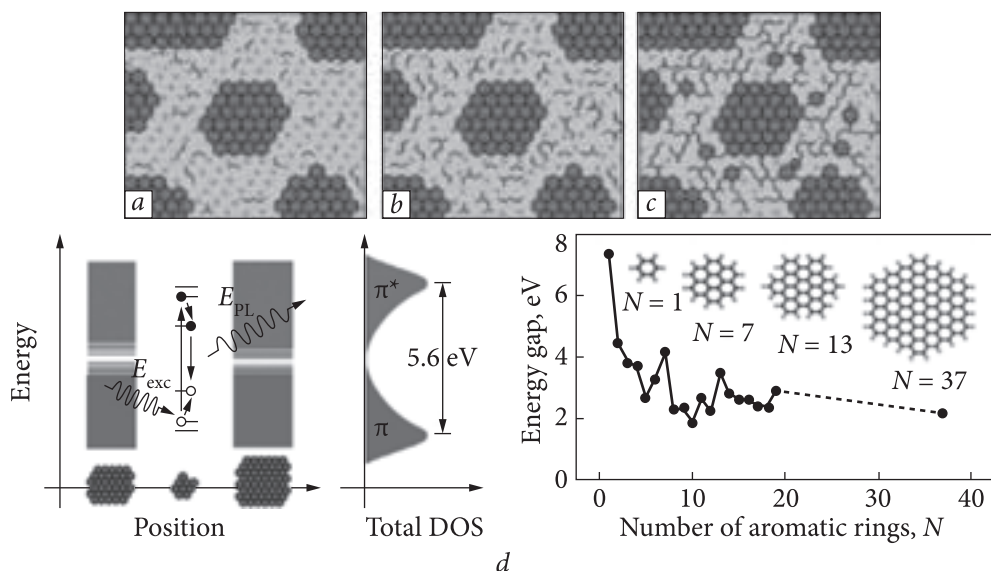 a
b
c
Energy
E_exc
E_PL
Position
π*
5.6 eV
π
Total DOS
Energy gap, eV
8
6
4
2
0
N = 1
N = 7
N = 13
N = 37
0
10
20
30
40
Number of aromatic rings, N
d